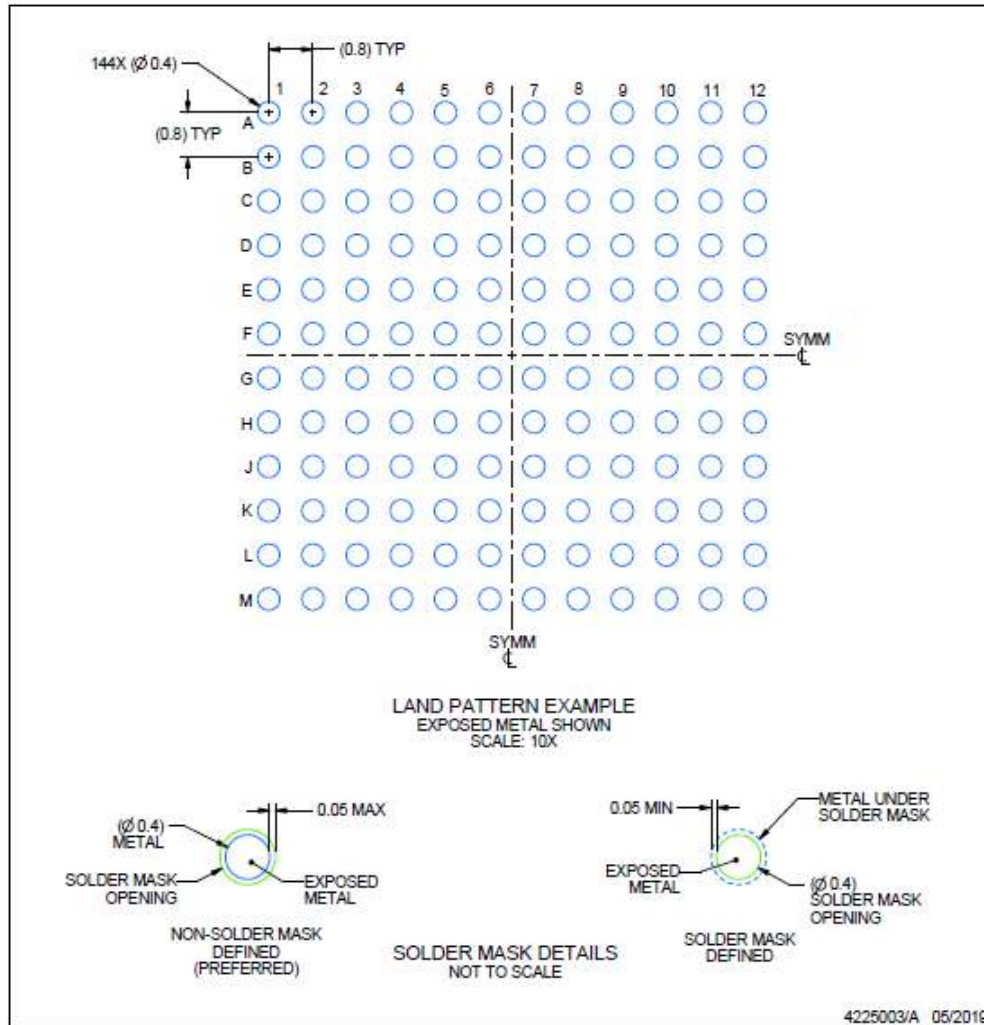 (0.8) TYP
144X (Ø 0.4)
1 2 3 4 5 6 7 8 9 10 11 12
A
(0.8) TYP
B
C
D
E
F
SYMM
℄
G
H
J
K
L
M
SYMM
℄
LAND PATTERN EXAMPLE
EXPOSED METAL SHOWN
SCALE: 10X
0.05 MAX
(Ø 0.4)
METAL
SOLDER MASK
OPENING
EXPOSED
METAL
NON-SOLDER MASK
DEFINED
(PREFERRED)
SOLDER MASK DETAILS
NOT TO SCALE
0.05 MIN
METAL UNDER
SOLDER MASK
EXPOSED
METAL
(Ø 0.4)
SOLDER MASK
OPENING
SOLDER MASK
DEFINED
4225003/A 05/2019